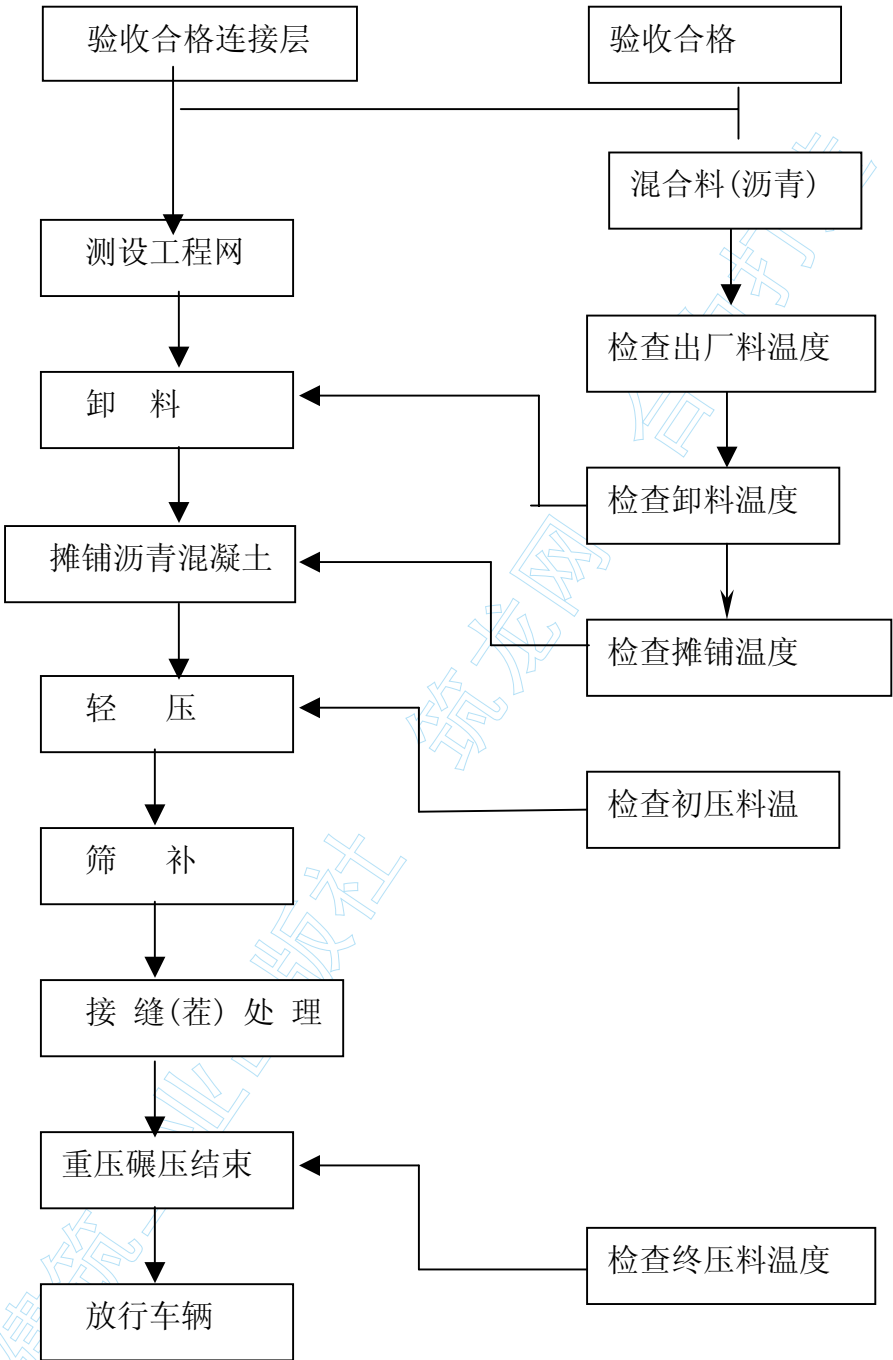 验收合格连接层
验收合格
混合料(沥青)
测设工程网
检查出厂料温度
卸 料
检查卸料温度
摊铺沥青混凝土
检查摊铺温度
轻 压
检查初压料温
筛 补
接 缝(茬) 处 理
重压碾压结束
检查终压料温度
放行车辆